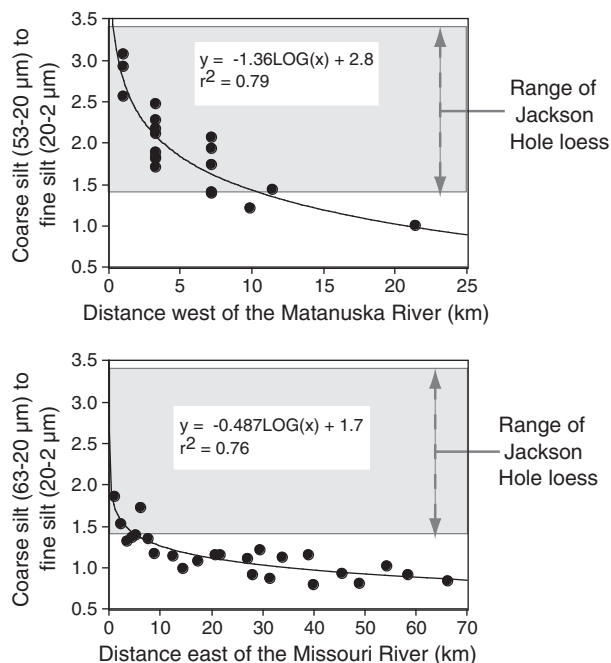 3.5
3.0
2.5
2.0
1.5
1.0
0.5
Coarse silt (53-20 µm) to
fine silt (20-2 µm)
y = -1.36LOG(x) + 2.8
r2 = 0.79
Range of
Jackson
Hole loess
0 5 10 15 20 25
Distance west of the Matanuska River (km)
3.5
3.0
2.5
2.0
1.5
1.0
0.5
Coarse silt (63-20 µm) to
fine silt (20-2 µm)
y = -0.487LOG(x) + 1.7
r2 = 0.76
Range of
Jackson
Hole loess
0 10 20 30 40 50 60 70
Distance east of the Missouri River (km)